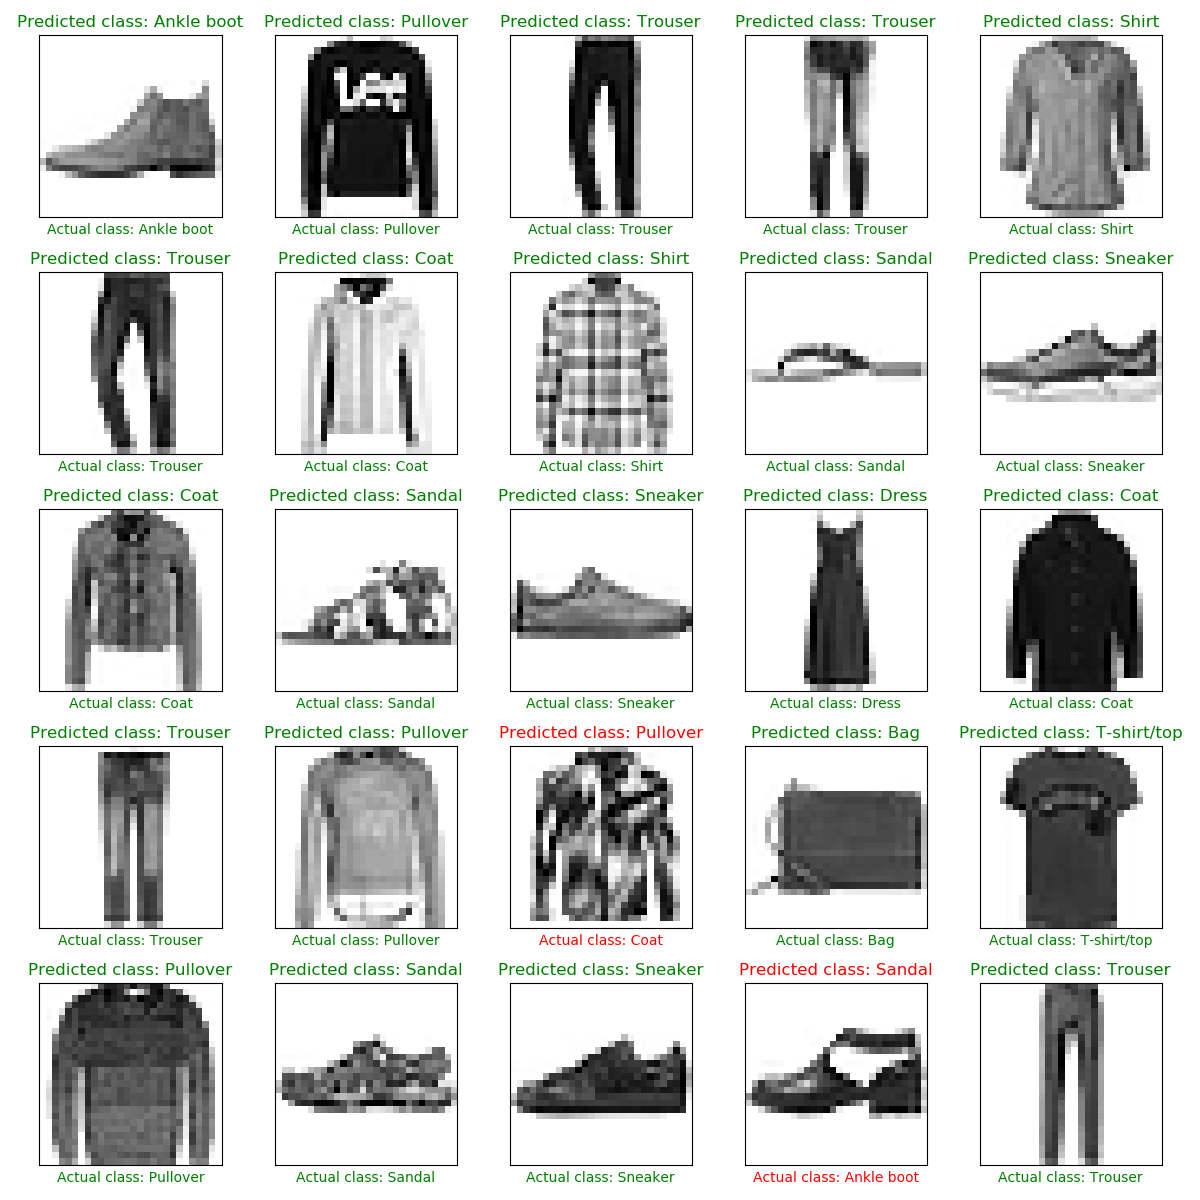 Predicted class: Ankle boot
Predicted class: Pullover
Predicted class: Trouser
Predicted class: Trouser
Predicted class: Shirt
Actual class: Ankle boot
Actual class: Pullover
Actual class: Trouser
Actual class: Trouser
Actual class: Shirt
Predicted class: Trouser
Predicted class: Coat
Predicted class: Shirt
Predicted class: Sandal
Predicted class: Sneaker
Actual class: Trouser
Actual class: Coat
Actual class: Shirt
Actual class: Sandal
Actual class: Sneaker
Predicted class: Coat
Predicted class: Sandal
Predicted class: Sneaker
Predicted class: Dress
Predicted class: Coat
Actual class: Coat
Actual class: Sandal
Actual class: Sneaker
Actual class: Dress
Actual class: Coat
Predicted class: Trouser
Predicted class: Pullover
Predicted class: Pullover
Predicted class: Bag
Predicted class: T-shirt/top
Actual class: Trouser
Actual class: Pullover
Actual class: Coat
Actual class: Bag
Actual class: T-shirt/top
Predicted class: Pullover
Predicted class: Sandal
Predicted class: Sneaker
Predicted class: Sandal
Predicted class: Trouser
Actual class: Pullover
Actual class: Sandal
Actual class: Sneaker
Actual class: Ankle boot
Actual class: Trouser